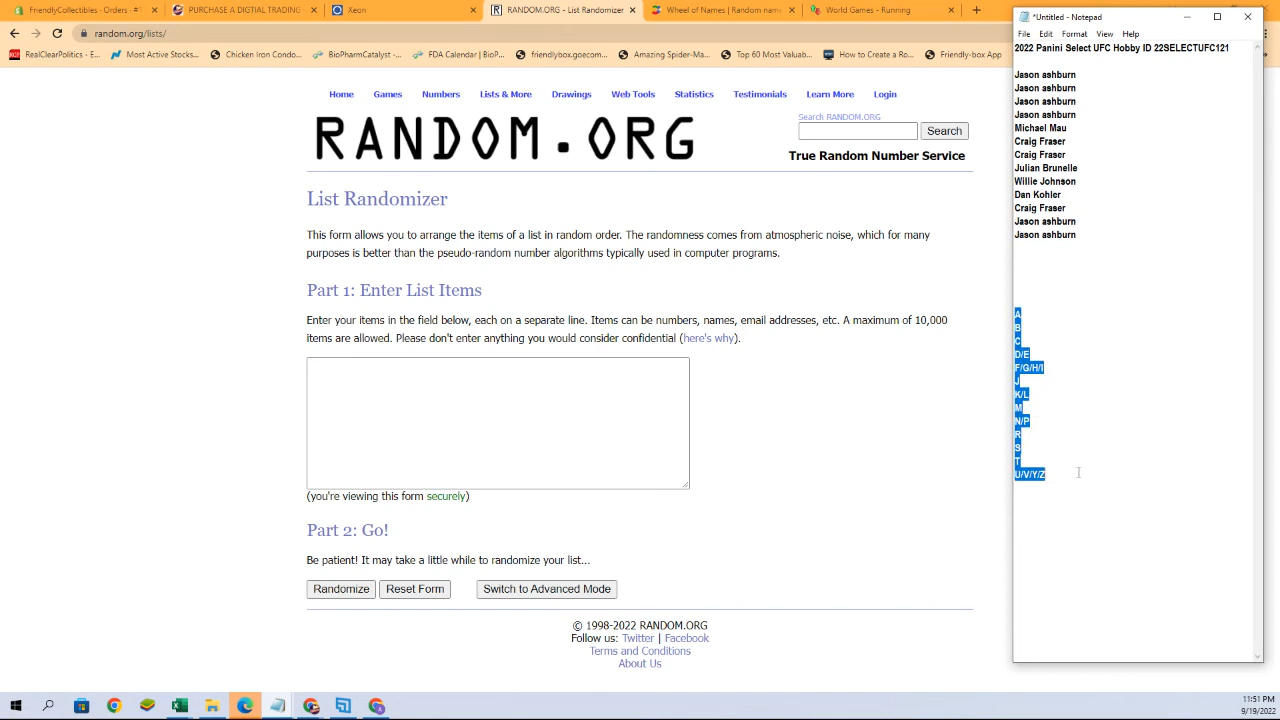 FriendlyCollectibles - Orders - #1
PURCHASE A DIGTIAL TRADING
Xeon
RANDOM.ORG - List Randomizer
Wheel of Names | Random name
World Games - Running
random.org/lists/
RealClearPolitics - E...
Most Active Stocks...
Chicken Iron Condo...
BioPharmCatalyst -...
FDA Calendar | BioP...
friendlybox.goecom...
Amazing Spider-Ma...
Top 60 Most Valuab...
How to Create a Ro...
Friendly-box App
Home Games Numbers Lists & More Drawings Web Tools Statistics Testimonials Learn More Login
Search RANDOM.ORG
RANDOM.ORG
Search
True Random Number Service
List Randomizer
This form allows you to arrange the items of a list in random order. The randomness comes from atmospheric noise, which for many
purposes is better than the pseudo-random number algorithms typically used in computer programs.
Part 1: Enter List Items
Enter your items in the field below, each on a separate line. Items can be numbers, names, email addresses, etc. A maximum of 10,000
items are allowed. Please don't enter anything you would consider confidential (here's why).
(you're viewing this form securely)
Part 2: Go!
Be patient! It may take a little while to randomize your list...
Randomize Reset Form Switch to Advanced Mode
© 1998-2022 RANDOM.ORG
Follow us: Twitter | Facebook
Terms and Conditions
About Us
*Untitled - Notepad
File Edit Format View Help
2022 Panini Select UFC Hobby ID 22SELECTUFC121
Jason ashburn
Jason ashburn
Jason ashburn
Jason ashburn
Michael Mau
Craig Fraser
Craig Fraser
Julian Brunelle
Willie Johnson
Dan Kohler
Craig Fraser
Jason ashburn
Jason ashburn
A
B
C
D/E
F/G/H/I
J
K/L
M
N/P
R
S
T
U/V/Y/Z
11:51 PM
9/19/2022